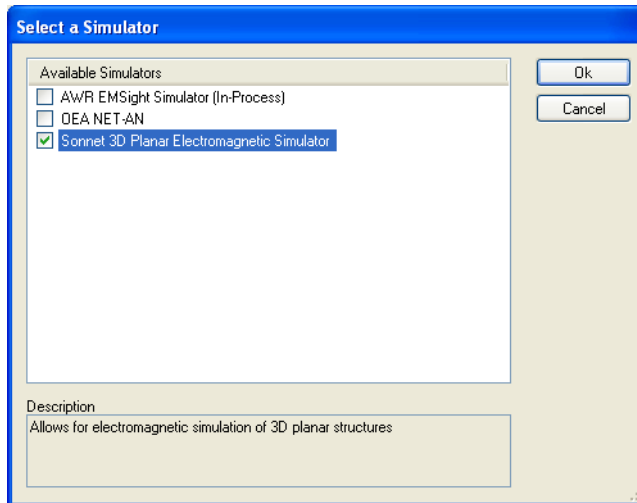 Select a Simulator
Available Simulators
Ok
AWR EMSight Simulator (In-Process)
OEA NET-AN
Cancel
Sonnet 3D Planar Electromagnetic Simulator
Description
Allows for electromagnetic simulation of 3D planar structures